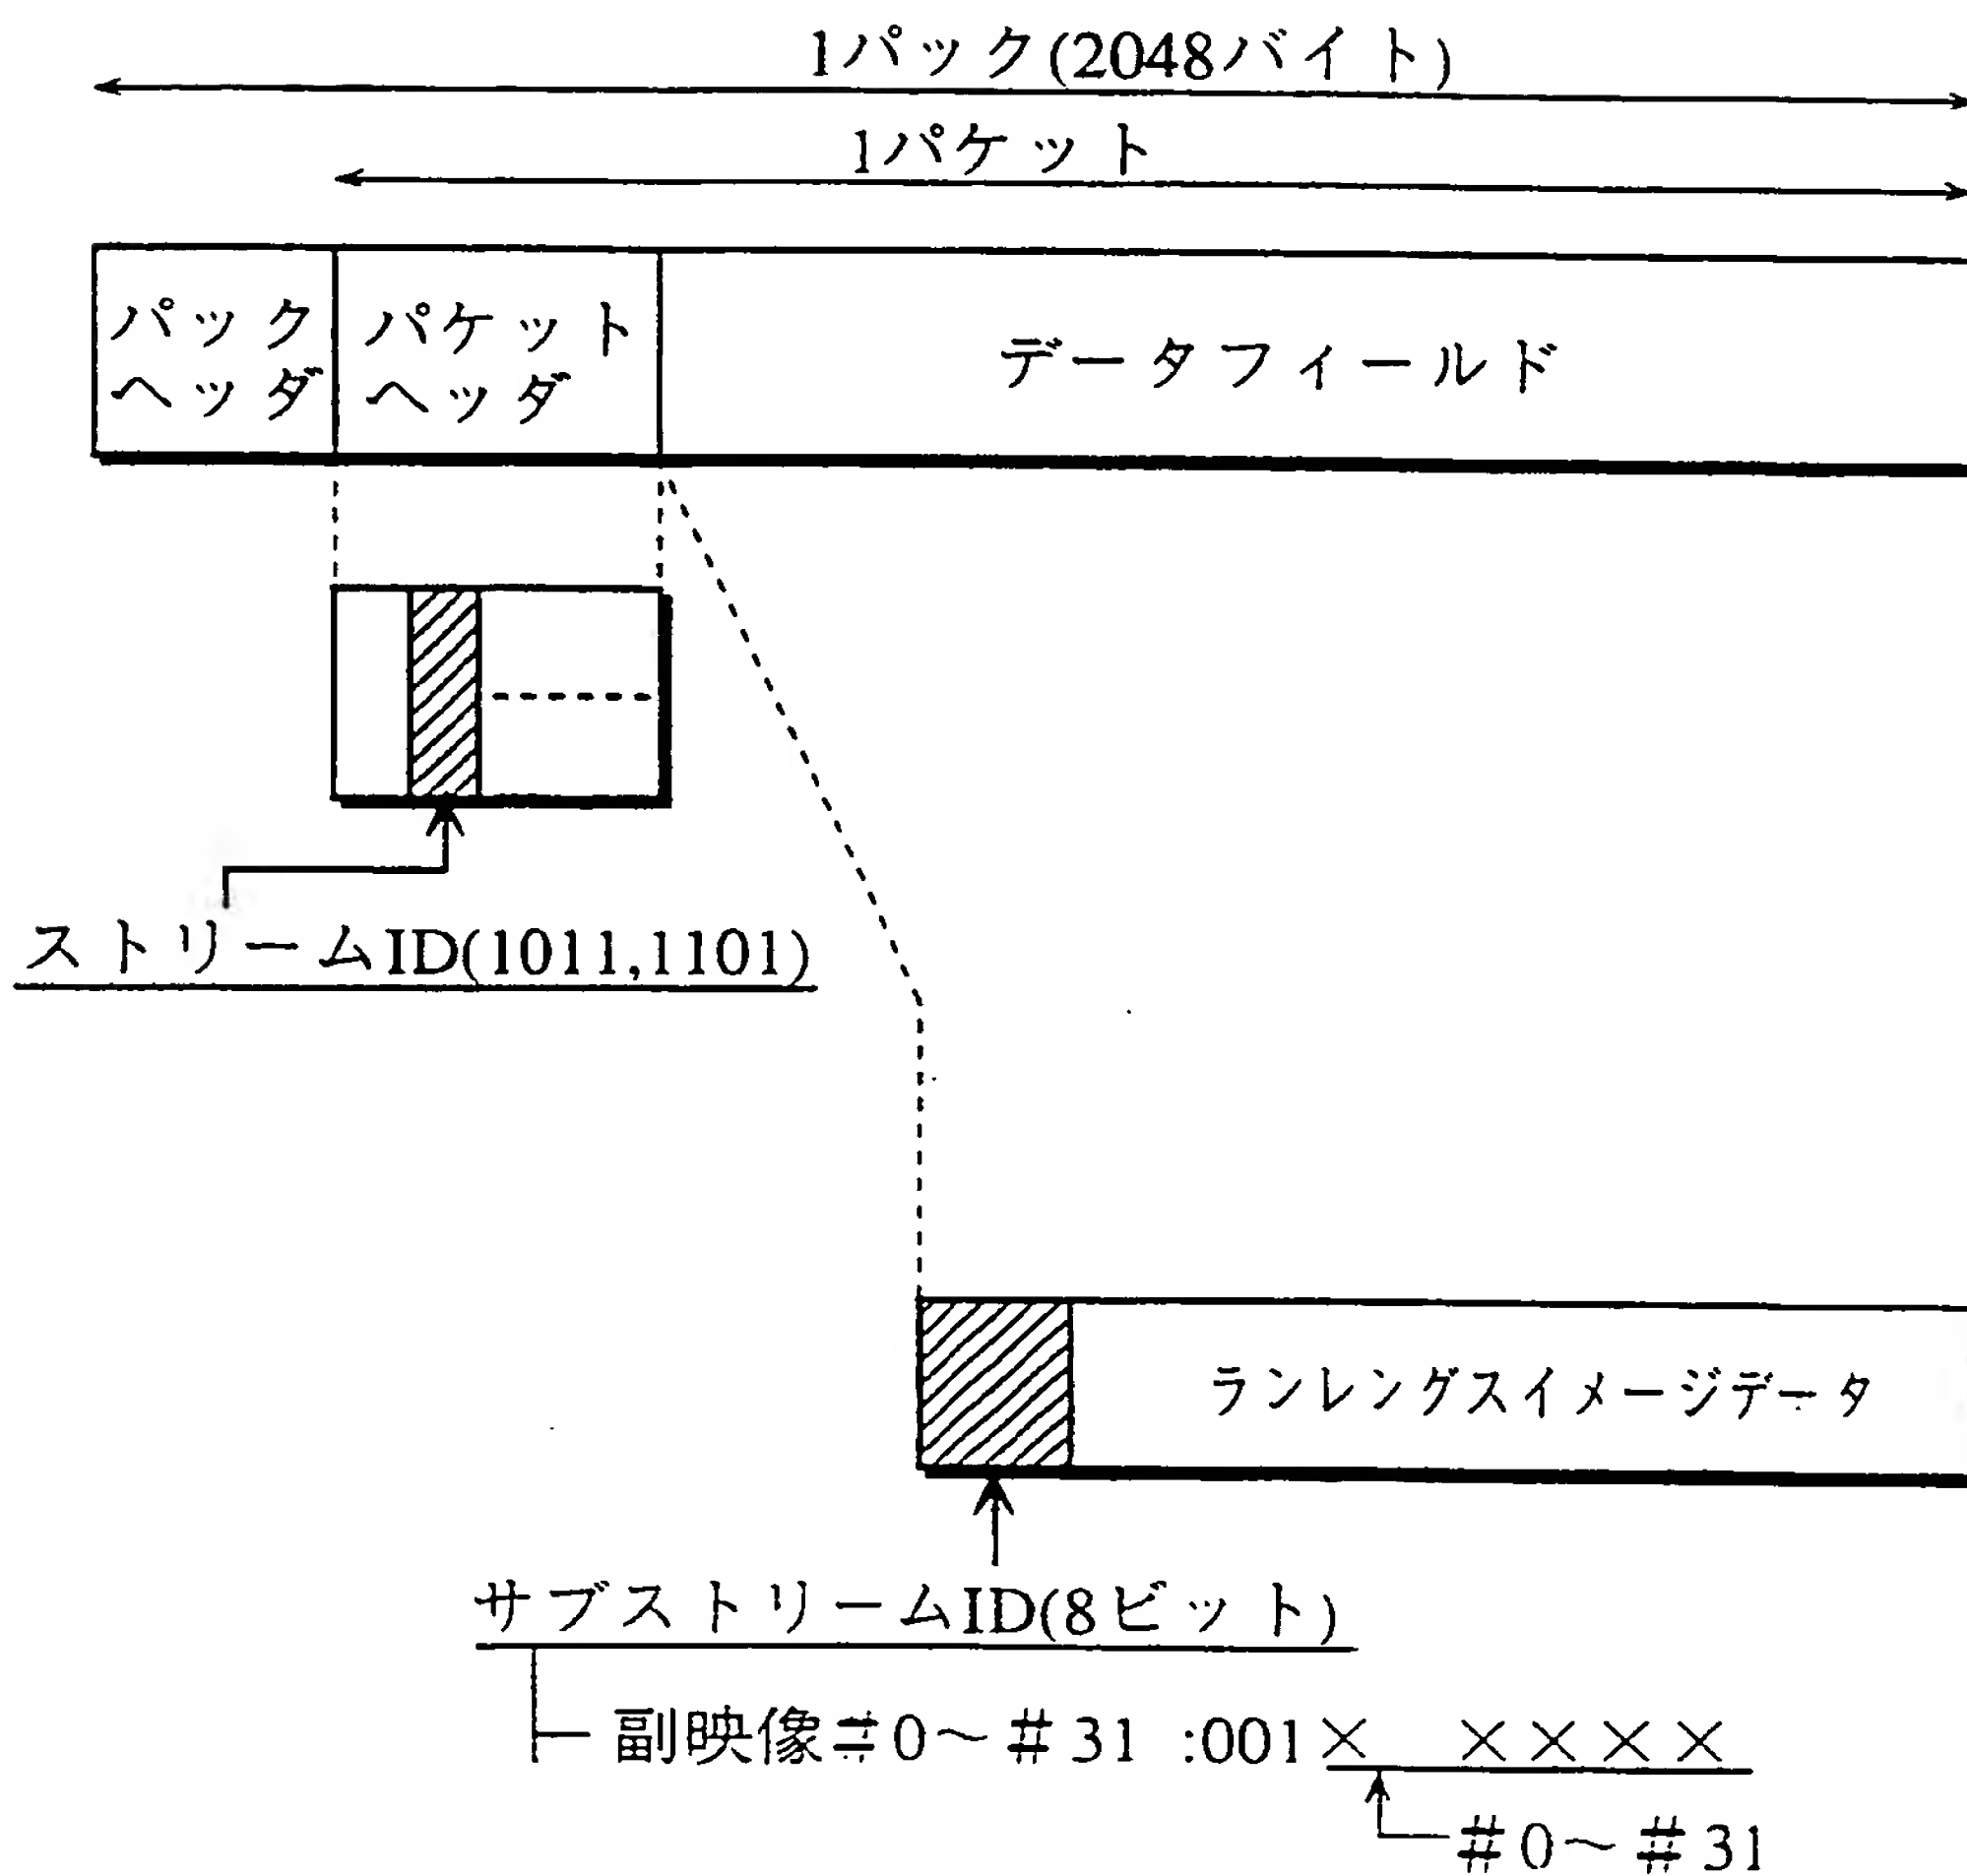 1パック(2048バイト)
1パケット
パック
ヘッダ
パケット
ヘッダ
データフィールド
ストリームID(1011,1101)
ランレングスイメージデータ
サブストリームID(8ビット)
副映像#0~#31 :001× ××××
#0~#31